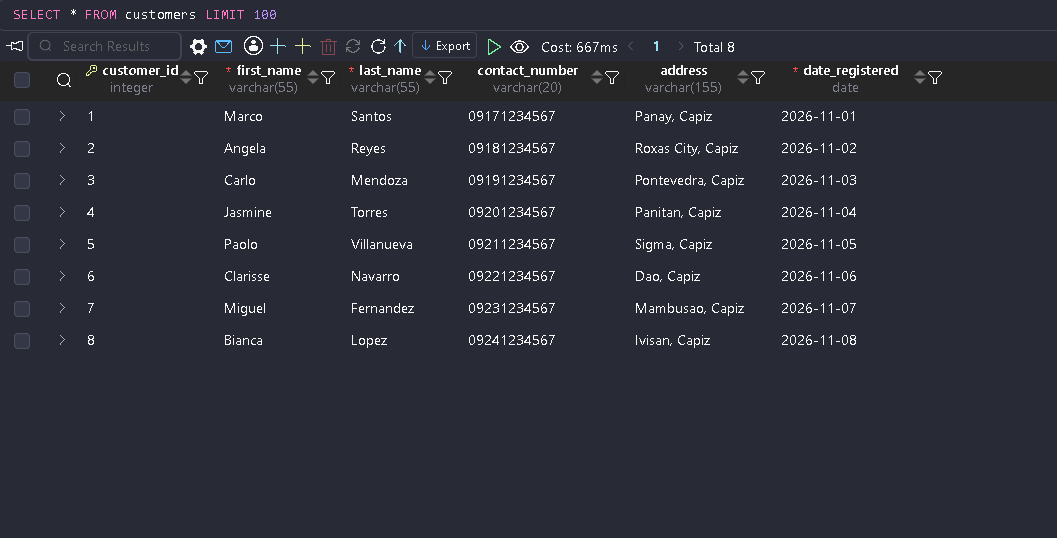 SELECT * FROM customers LIMIT 100
Search Results Export Cost: 667ms 1 Total 8
customer_id * first_name * last_name contact_number address * date_registered
integer varchar(55) varchar(55) varchar(20) varchar(155) date
1 Marco Santos 09171234567 Panay, Capiz 2026-11-01
2 Angela Reyes 09181234567 Roxas City, Capiz 2026-11-02
3 Carlo Mendoza 09191234567 Pontevedra, Capiz 2026-11-03
4 Jasmine Torres 09201234567 Panitan, Capiz 2026-11-04
5 Paolo Villanueva 09211234567 Sigma, Capiz 2026-11-05
6 Clarisse Navarro 09221234567 Dao, Capiz 2026-11-06
7 Miguel Fernandez 09231234567 Mambusao, Capiz 2026-11-07
8 Bianca Lopez 09241234567 Ivisan, Capiz 2026-11-08